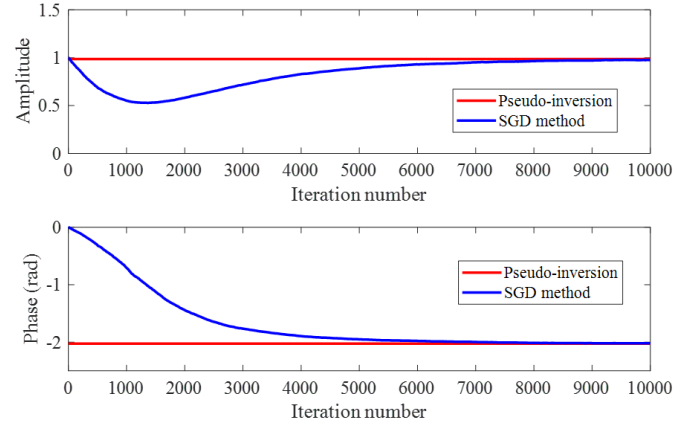 1.5
1
0.5
0
Amplitude
Pseudo-inversion
SGD method
0 1000 2000 3000 4000 5000 6000 7000 8000 9000 10000
Iteration number
0
-1
-2
Phase (rad)
Pseudo-inversion
SGD method
0 1000 2000 3000 4000 5000 6000 7000 8000 9000 10000
Iteration number